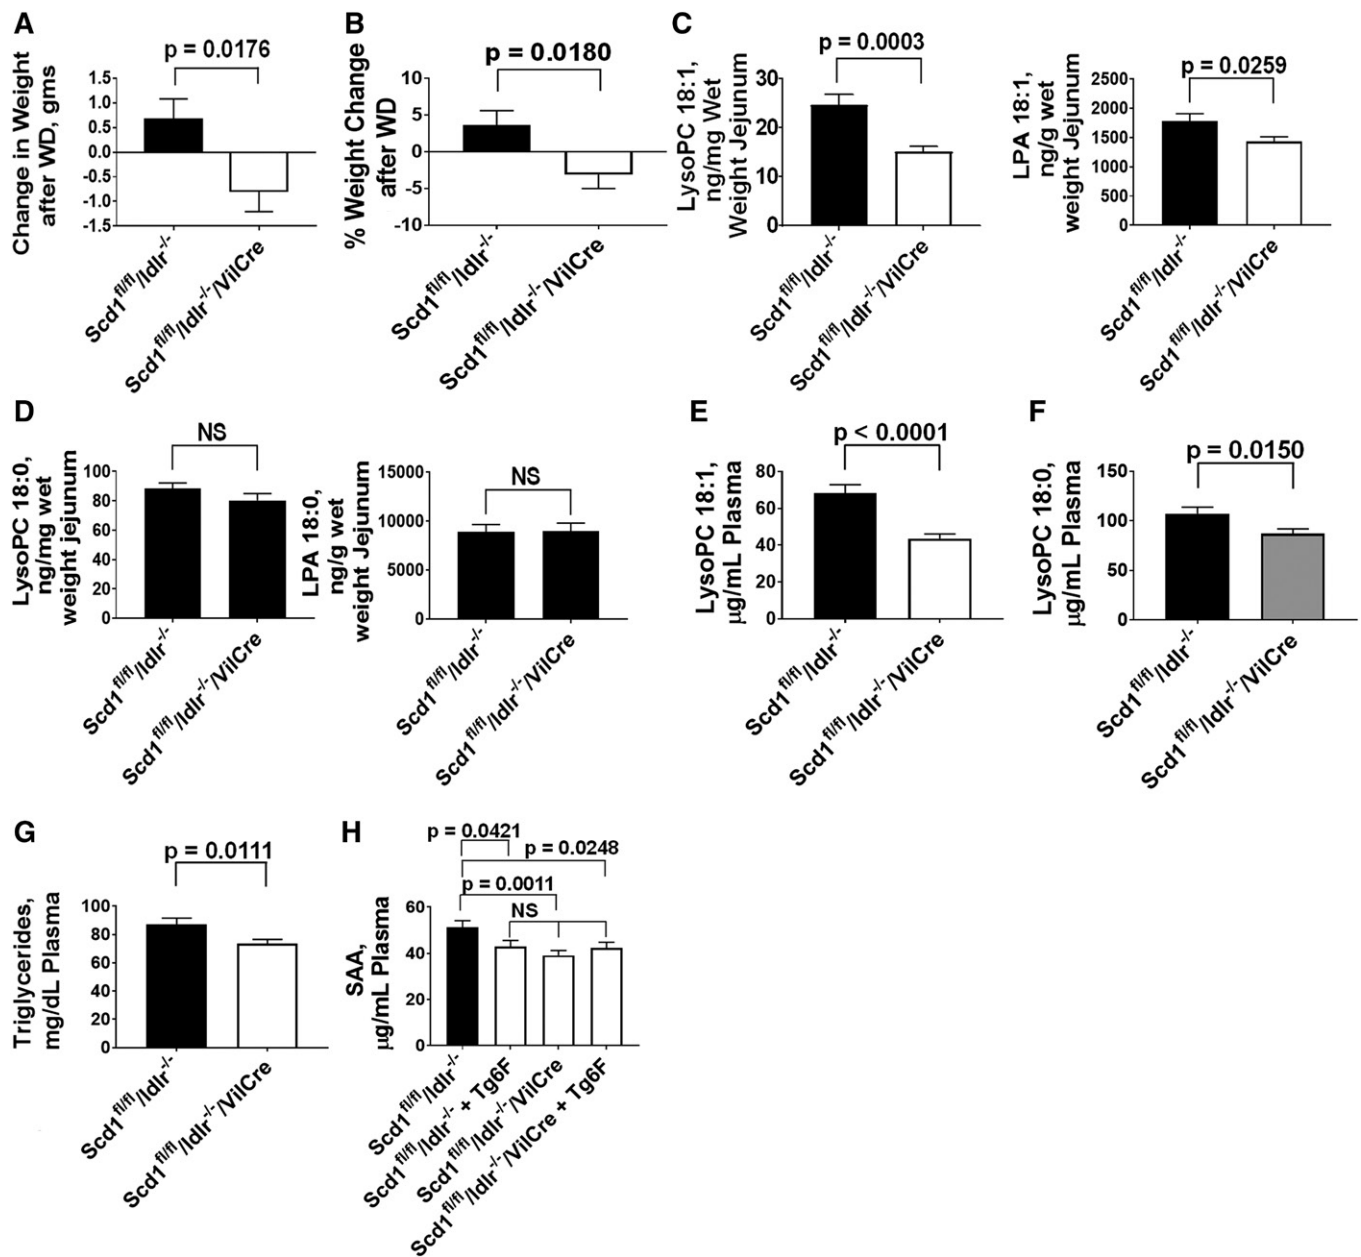 A
p = 0.0176
Change in Weight
after WD, gms
1.5
1.0
0.5
0.0
-0.5
-1.0
-1.5
Scd1fl/fl/ldlr-/-
Scd1fl/fl/ldlr-/-/VilCre
B
p = 0.0180
% Weight Change
after WD
10
5
0
-5
-10
Scd1fl/fl/ldlr-/-
Scd1fl/fl/ldlr-/-/VilCre
C
p = 0.0003
LysoPC 18:1,
ng/mg Wet
Weight Jejunum
30
20
10
0
Scd1fl/fl/ldlr-/-
Scd1fl/fl/ldlr-/-/VilCre
p = 0.0259
LPA 18:1,
ng/g wet
weight Jejunum
2500
2000
1500
1000
500
0
Scd1fl/fl/ldlr-/-
Scd1fl/fl/ldlr-/-/VilCre
D
NS
LysoPC 18:0,
ng/mg wet
weight jejunum
100
80
60
40
20
0
Scd1fl/fl/ldlr-/-
Scd1fl/fl/ldlr-/-/VilCre
NS
LPA 18:0,
ng/g wet
weight Jejunum
15000
10000
5000
0
Scd1fl/fl/ldlr-/-
Scd1fl/fl/ldlr-/-/VilCre
E
p < 0.0001
LysoPC 18:1,
μg/mL Plasma
80
60
40
20
0
Scd1fl/fl/ldlr-/-
Scd1fl/fl/ldlr-/-/VilCre
F
p = 0.0150
LysoPC 18:0,
μg/mL Plasma
150
100
50
0
Scd1fl/fl/ldlr-/-
Scd1fl/fl/ldlr-/-/VilCre
G
p = 0.0111
Triglycerides,
mg/dL Plasma
100
80
60
40
20
0
Scd1fl/fl/ldlr-/-
Scd1fl/fl/ldlr-/-/VilCre
H
p = 0.0421
p = 0.0248
p = 0.0011
NS
SAA,
μg/mL Plasma
60
40
20
0
Scd1fl/fl/ldlr-/-
Scd1fl/fl/ldlr-/- + Tg6F
Scd1fl/fl/ldlr-/-/VilCre
Scd1fl/fl/ldlr-/-/VilCre + Tg6F